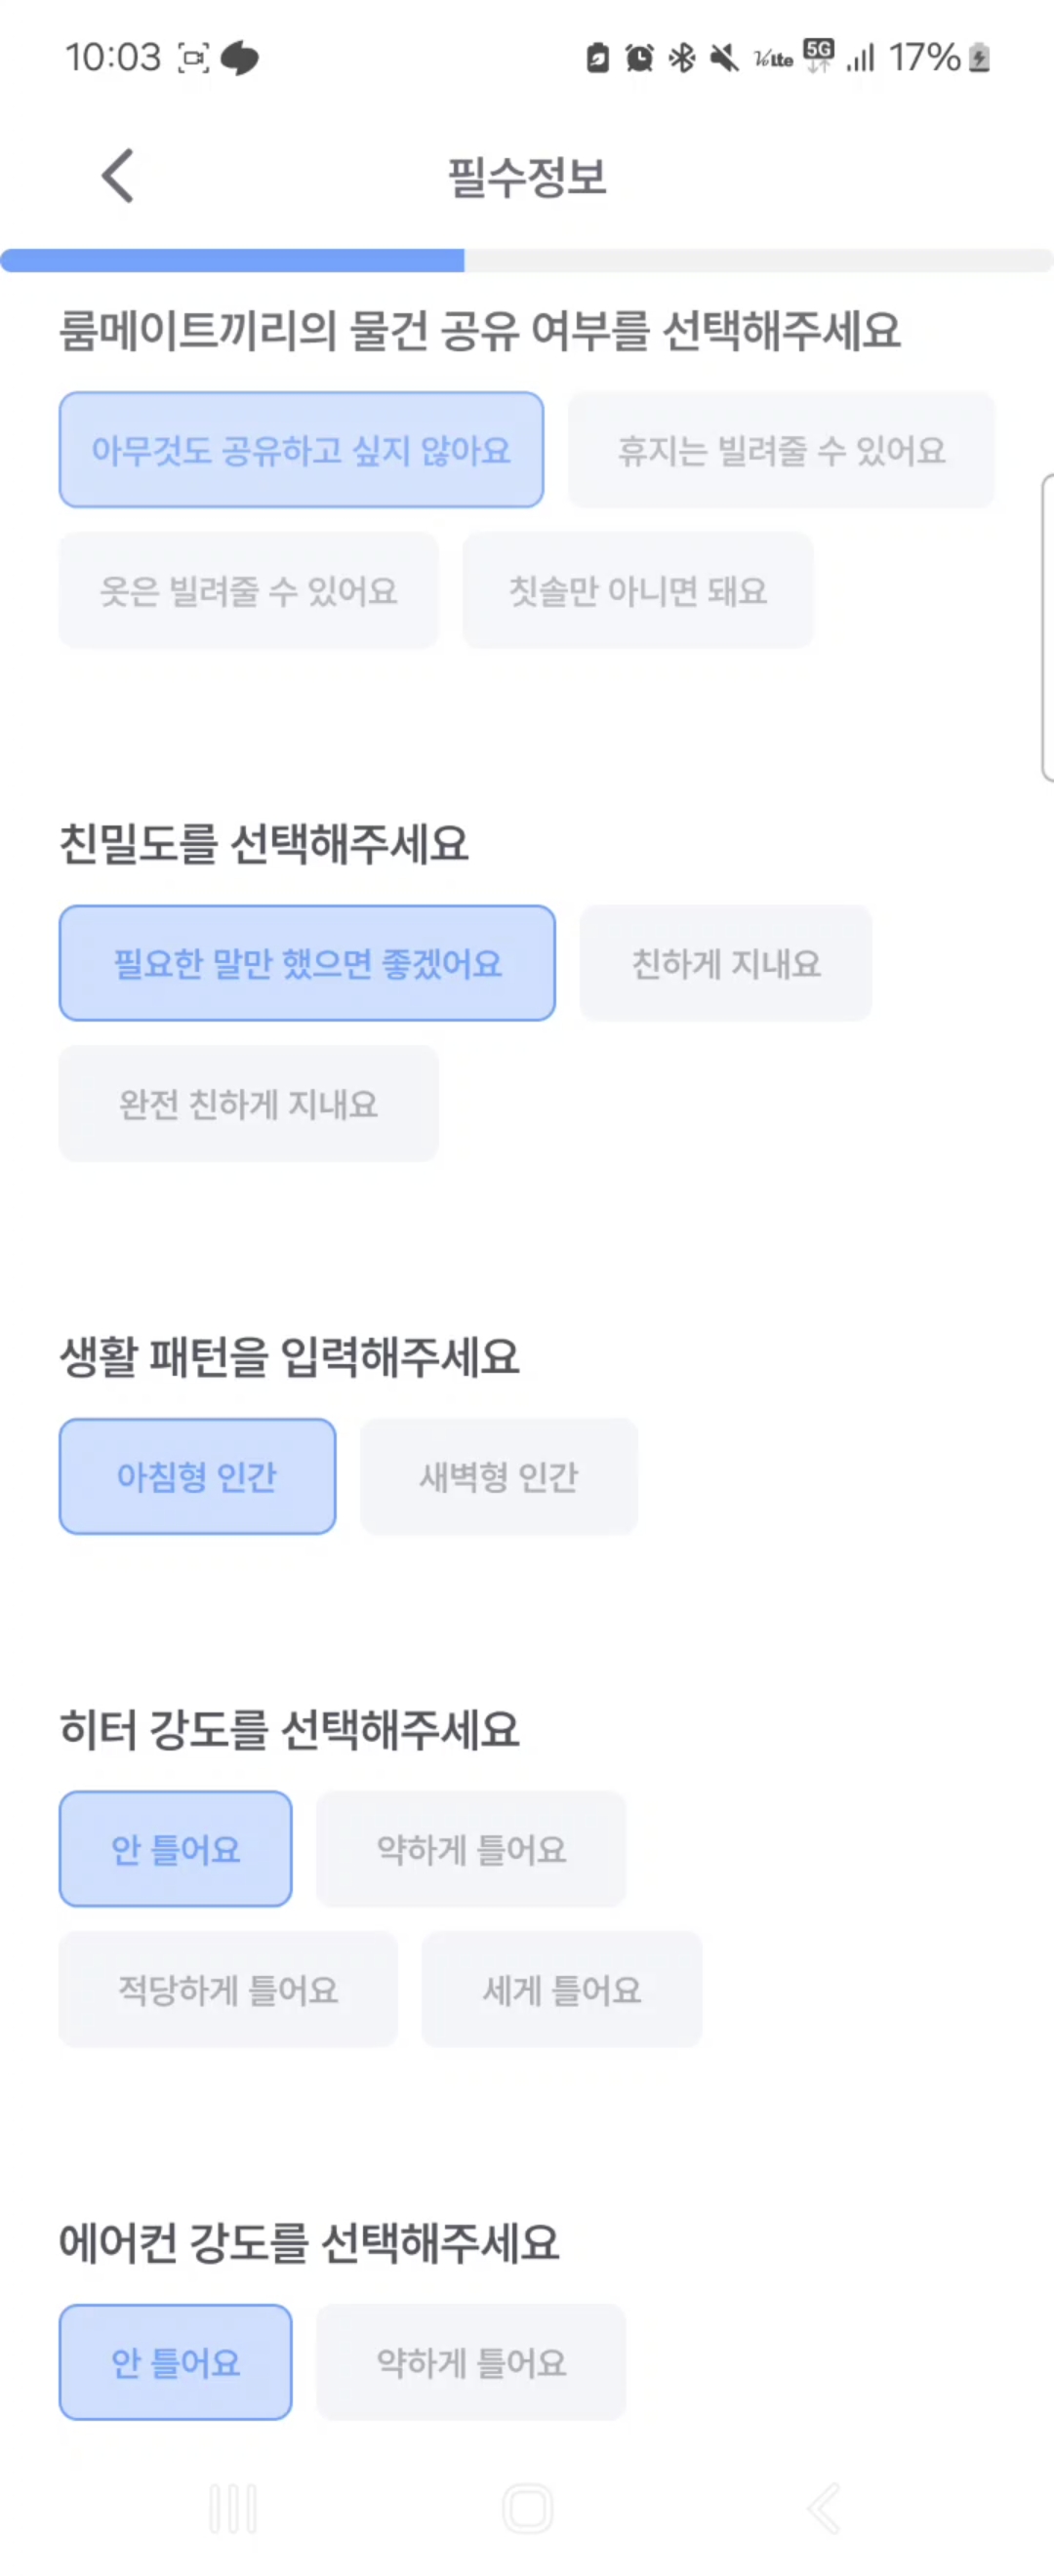 10:03 VoLTE 5G 17%
필수정보
룸메이트끼리의 물건 공유 여부를 선택해주세요
아무것도 공유하고 싶지 않아요 휴지는 빌려줄 수 있어요
옷은 빌려줄 수 있어요 칫솔만 아니면 돼요
친밀도를 선택해주세요
필요한 말만 했으면 좋겠어요 친하게 지내요
완전 친하게 지내요
생활 패턴을 입력해주세요
아침형 인간 새벽형 인간
히터 강도를 선택해주세요
안 틀어요 약하게 틀어요
적당하게 틀어요 세게 틀어요
에어컨 강도를 선택해주세요
안 틀어요 약하게 틀어요